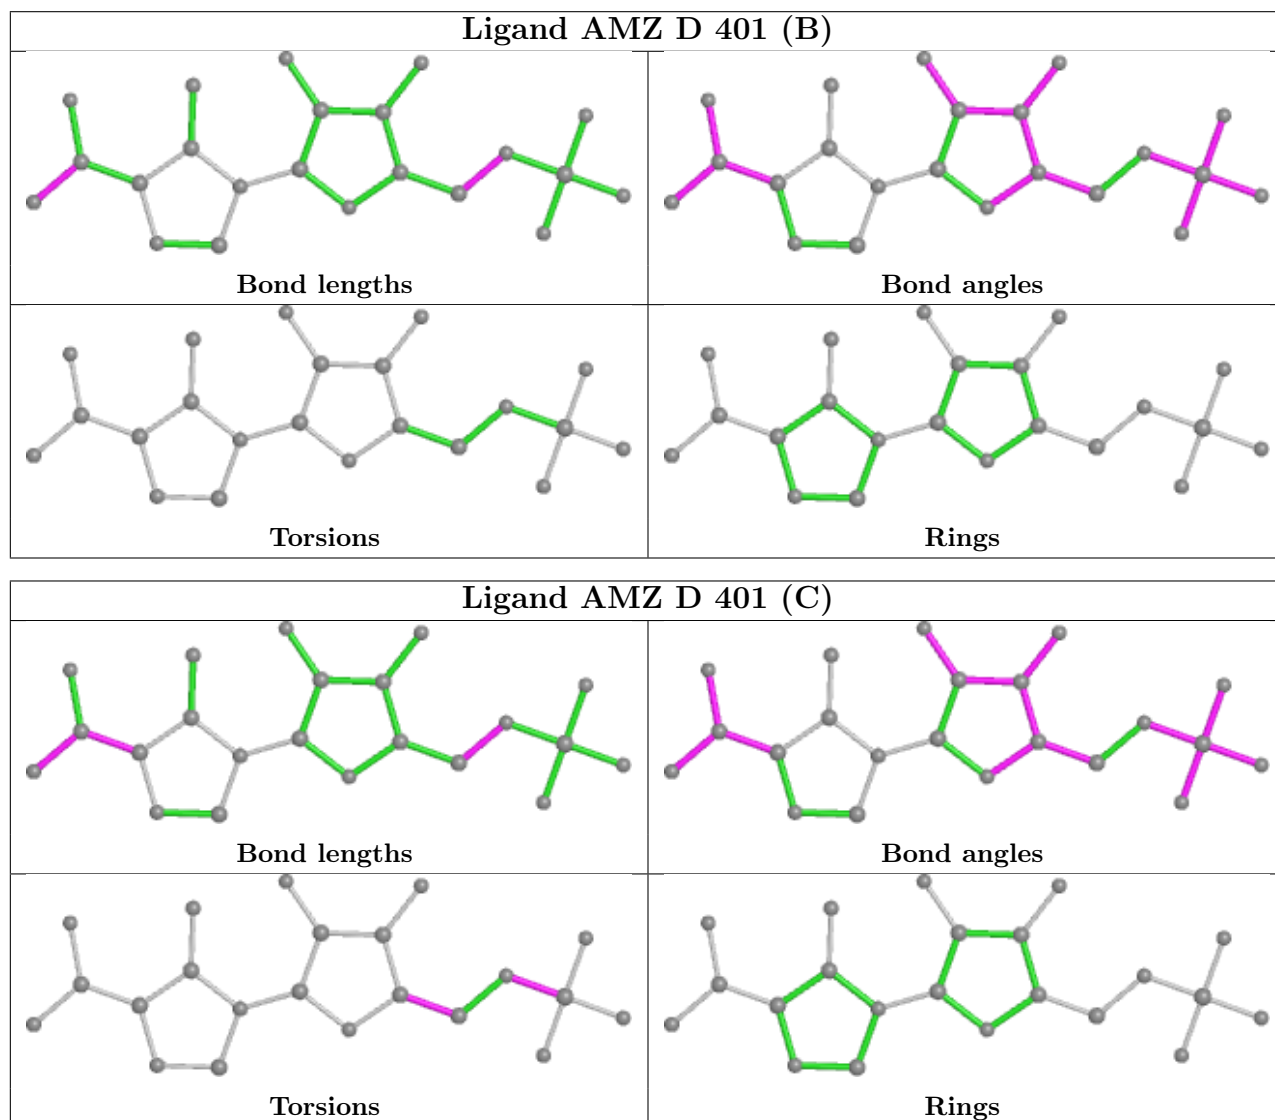 Ligand AMZ D 401 (B)
Bond lengths
Bond angles
Torsions
Rings
Ligand AMZ D 401 (C)
Bond lengths
Bond angles
Torsions
Rings